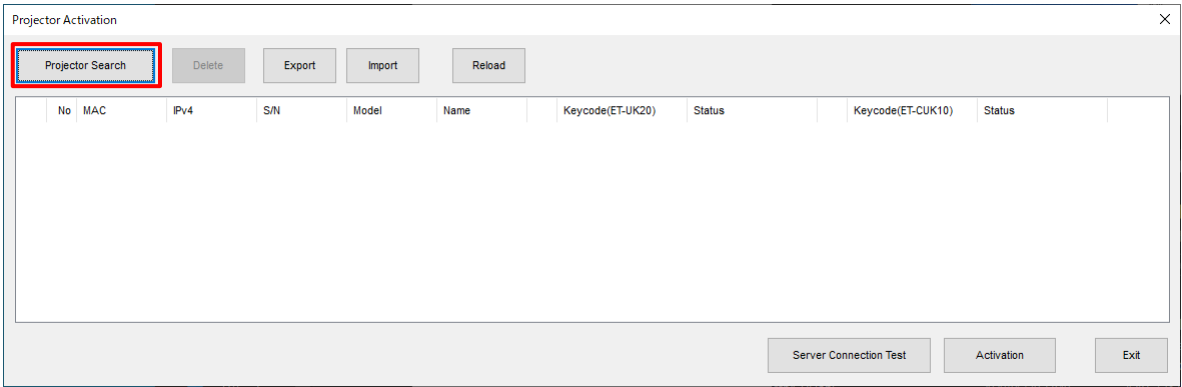 Projector Activation
Projector Search Delete Export Import Reload
No MAC IPv4 S/N Model Name Keycode(ET-UK20) Status Keycode(ET-CUK10) Status
Server Connection Test Activation Exit